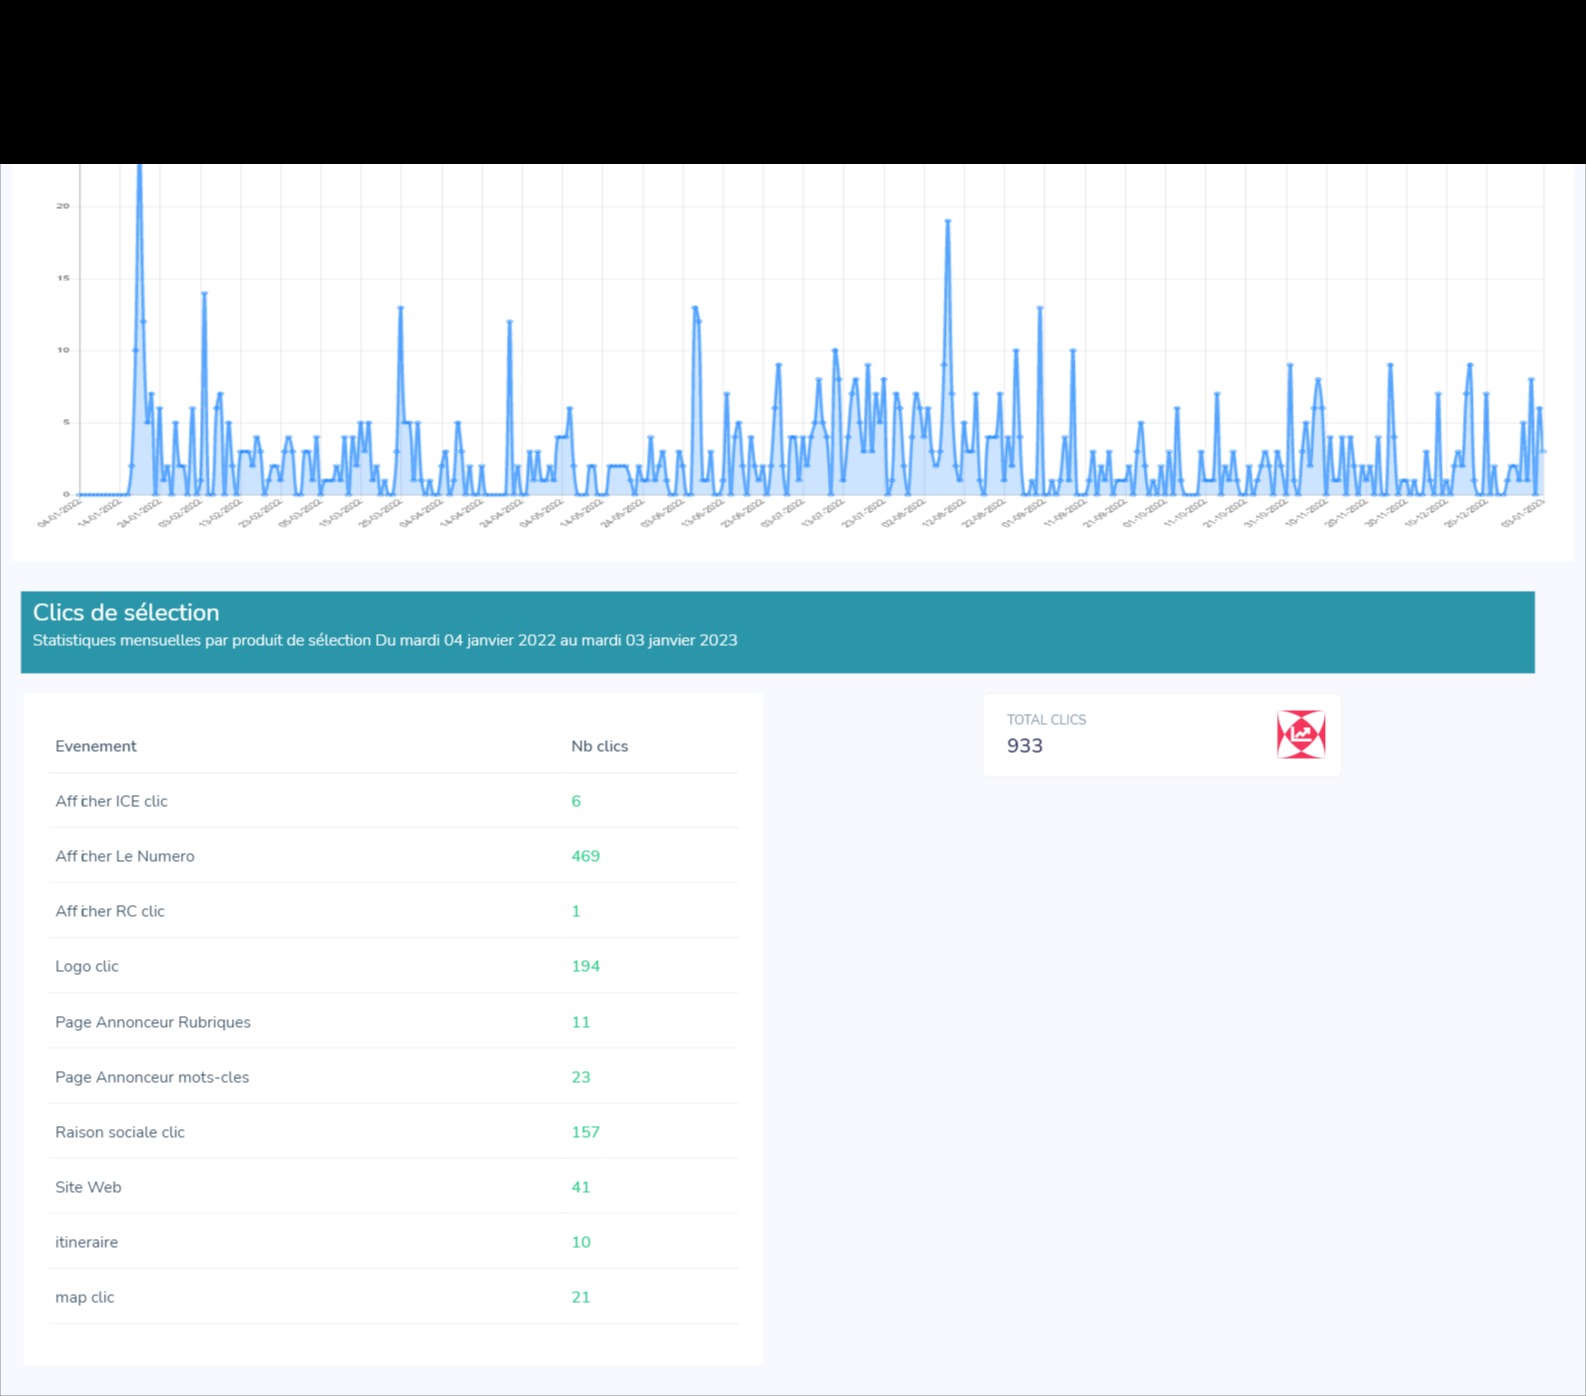 20
15
10
5
0
04-01-2022 14-01-2022 24-01-2022 03-02-2022 13-02-2022 23-02-2022 05-03-2022 15-03-2022 25-03-2022 04-04-2022 14-04-2022 24-04-2022 04-05-2022 14-05-2022 24-05-2022 03-06-2022 13-06-2022 23-06-2022 03-07-2022 13-07-2022 23-07-2022 02-08-2022 12-08-2022 22-08-2022 01-09-2022 11-09-2022 21-09-2022 01-10-2022 11-10-2022 21-10-2022 31-10-2022 10-11-2022 20-11-2022 30-11-2022 10-12-2022 20-12-2022 03-01-2023
Clics de sélection
Statistiques mensuelles par produit de sélection Du mardi 04 janvier 2022 au mardi 03 janvier 2023
TOTAL CLICS
933
Evenement Nb clics
Afficher ICE clic 6
Afficher Le Numero 469
Afficher RC clic 1
Logo clic 194
Page Annonceur Rubriques 11
Page Annonceur mots-cles 23
Raison sociale clic 157
Site Web 41
itineraire 10
map clic 21